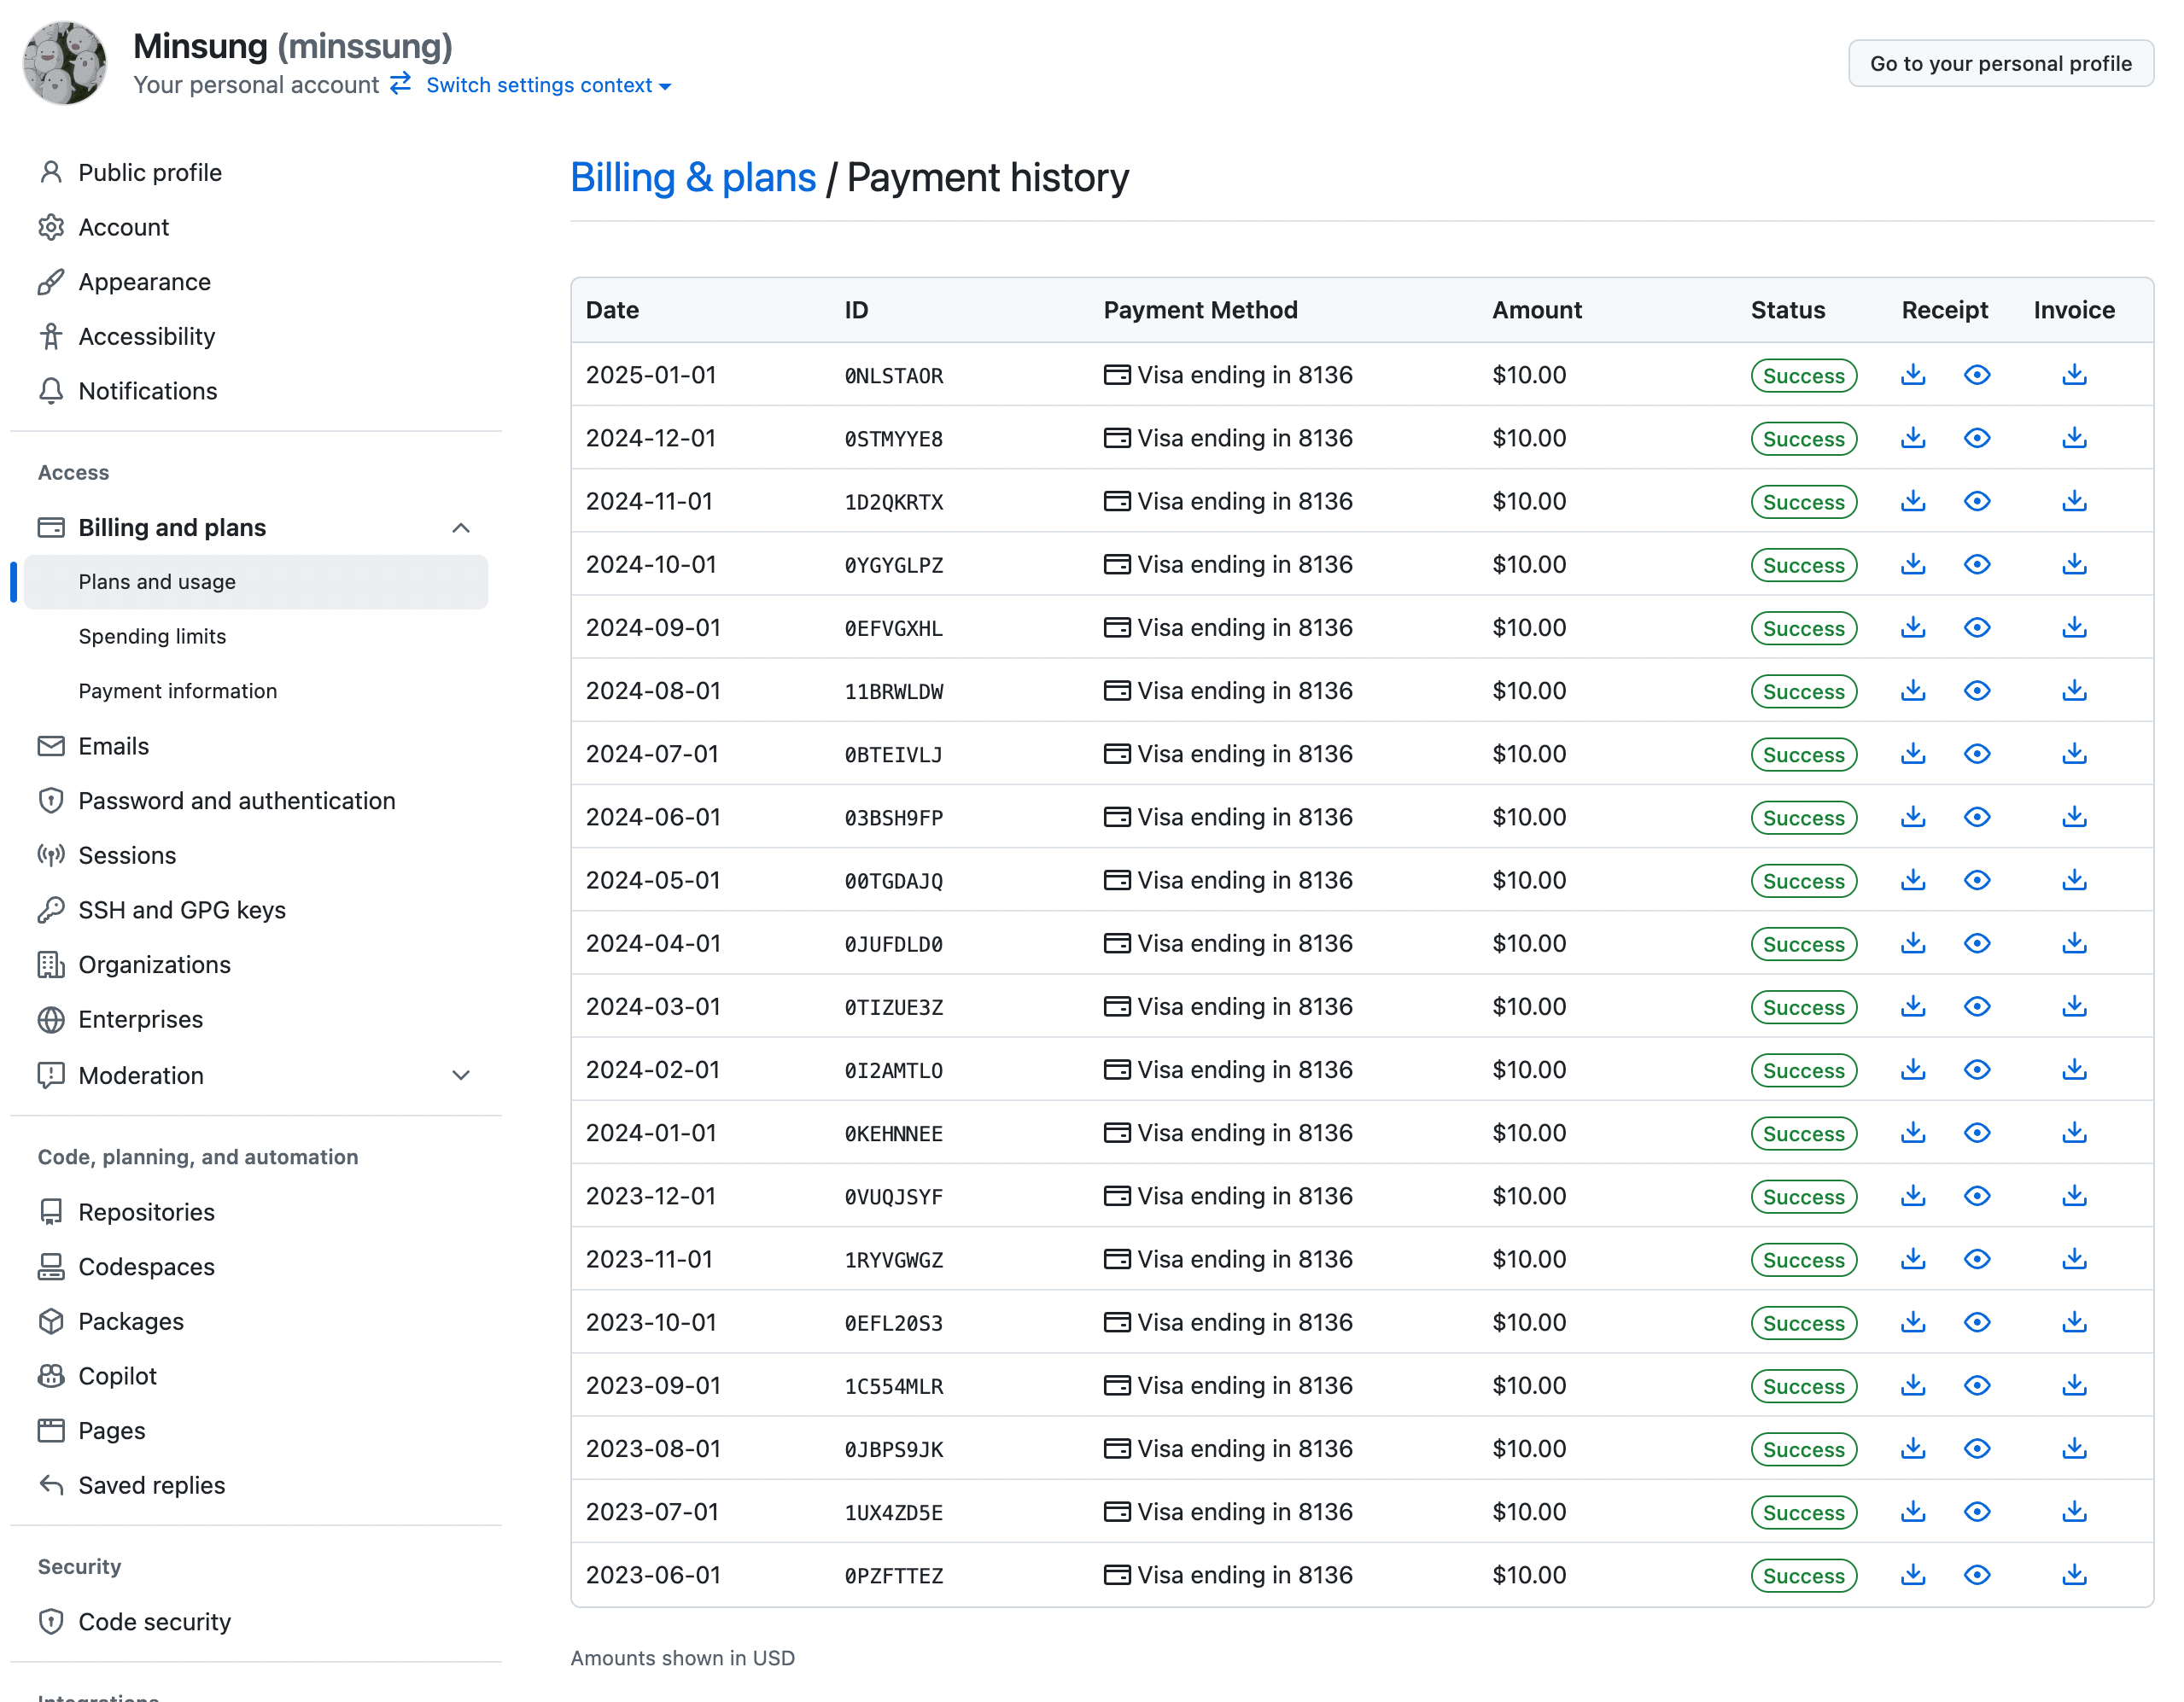 Minsung (minssung)
Your personal account Switch settings context
Go to your personal profile
Public profile
Account
Appearance
Accessibility
Notifications
Access
Billing and plans
Plans and usage
Spending limits
Payment information
Emails
Password and authentication
Sessions
SSH and GPG keys
Organizations
Enterprises
Moderation
Code, planning, and automation
Repositories
Codespaces
Packages
Copilot
Pages
Saved replies
Security
Code security
Integrations
Billing & plans / Payment history
Date ID Payment Method Amount Status Receipt Invoice
2025-01-01 0NLSTAOR Visa ending in 8136 $10.00 Success
2024-12-01 0STMYYE8 Visa ending in 8136 $10.00 Success
2024-11-01 1D2QKRTX Visa ending in 8136 $10.00 Success
2024-10-01 0YGYGLPZ Visa ending in 8136 $10.00 Success
2024-09-01 0EFVGXHL Visa ending in 8136 $10.00 Success
2024-08-01 11BRWLDW Visa ending in 8136 $10.00 Success
2024-07-01 0BTEIVLJ Visa ending in 8136 $10.00 Success
2024-06-01 03BSH9FP Visa ending in 8136 $10.00 Success
2024-05-01 00TGDAJQ Visa ending in 8136 $10.00 Success
2024-04-01 0JUFDLD0 Visa ending in 8136 $10.00 Success
2024-03-01 0TIZUE3Z Visa ending in 8136 $10.00 Success
2024-02-01 0I2AMTLO Visa ending in 8136 $10.00 Success
2024-01-01 0KEHNNEE Visa ending in 8136 $10.00 Success
2023-12-01 0VUQJSYF Visa ending in 8136 $10.00 Success
2023-11-01 1RYVGWGZ Visa ending in 8136 $10.00 Success
2023-10-01 0EFL20S3 Visa ending in 8136 $10.00 Success
2023-09-01 1C554MLR Visa ending in 8136 $10.00 Success
2023-08-01 0JBPS9JK Visa ending in 8136 $10.00 Success
2023-07-01 1UX4ZD5E Visa ending in 8136 $10.00 Success
2023-06-01 0PZFTTEZ Visa ending in 8136 $10.00 Success
Amounts shown in USD